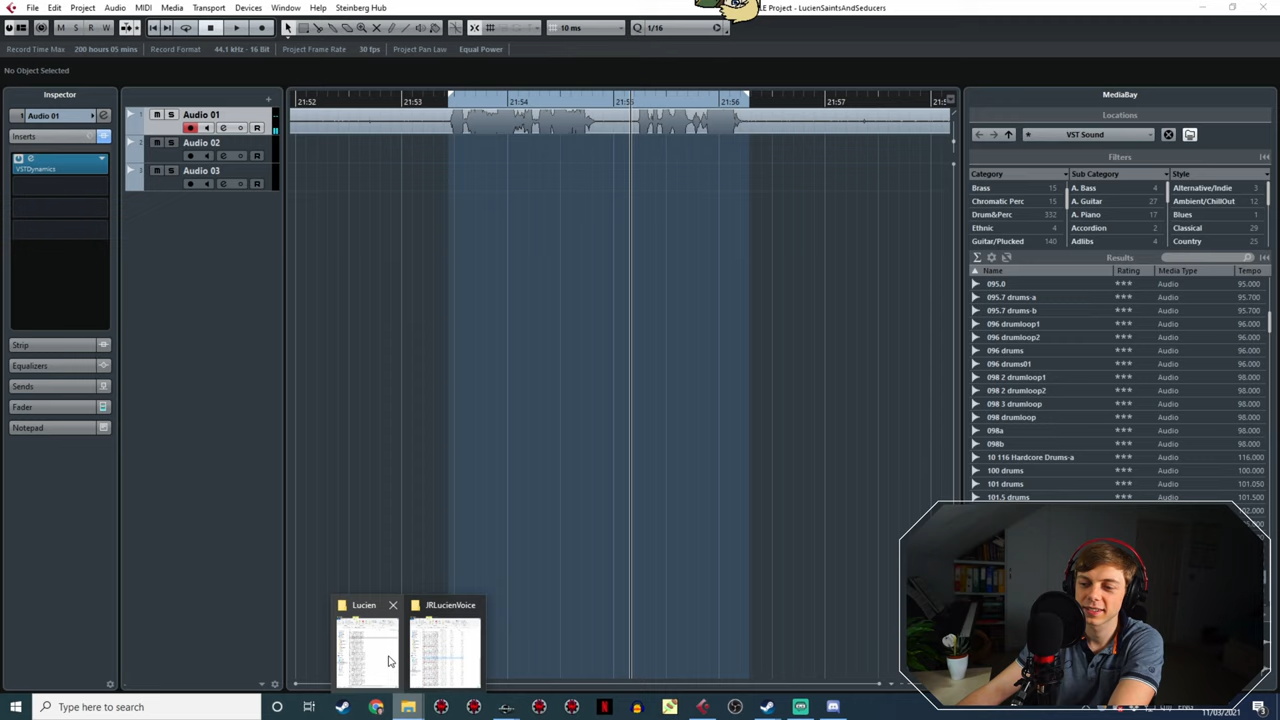 File Edit Project Audio MIDI Media Transport Devices Window Help Steinberg Hub
LE Project - LucienSaintsAndSeducers
M S R W
10 ms
Q 1/16
Record Time Max 200 hours 05 mins Record Format 44.1 kHz - 16 Bit Project Frame Rate 30 fps Project Pan Law Equal Power
No Object Selected
Inspector
1 Audio 01
Inserts
VSTDynamics
Strip
Equalizers
Sends
Fader
Notepad
1 m S Audio 01
R
2 m S Audio 02
R
3 m S Audio 03
R
21:52 21:53 21:54 21:55 21:56 21:57
MediaBay
Locations
VST Sound
Filters
Category Sub Category Style
Brass 15 A. Bass 4 Alternative/Indie 3
Chromatic Perc 15 A. Guitar 27 Ambient/ChillOut 12
Drum&Perc 332 A. Piano 17 Blues 1
Ethnic 4 Accordion 2 Classical 29
Guitar/Plucked 140 Adlibs 4 Country 25
Results
Name Rating Media Type Tempo
095.0 *** Audio 95.000
095.7 drums-a *** Audio 95.700
095.7 drums-b *** Audio 95.700
096 drumloop1 *** Audio 96.000
096 drumloop2 *** Audio 96.000
096 drums *** Audio 96.000
096 drums01 *** Audio 96.000
098 2 drumloop1 *** Audio 98.000
098 2 drumloop2 *** Audio 98.000
098 3 drumloop *** Audio 98.000
098 drumloop *** Audio 98.000
098a *** Audio 98.000
098b *** Audio 98.000
10 116 Hardcore Drums-a *** Audio 116.000
100 drums *** Audio 100.000
101 drums *** Audio 101.050
101.5 drums *** Audio 101.500
Lucien JRLucienVoice
Type here to search
ENG
11/03/2021